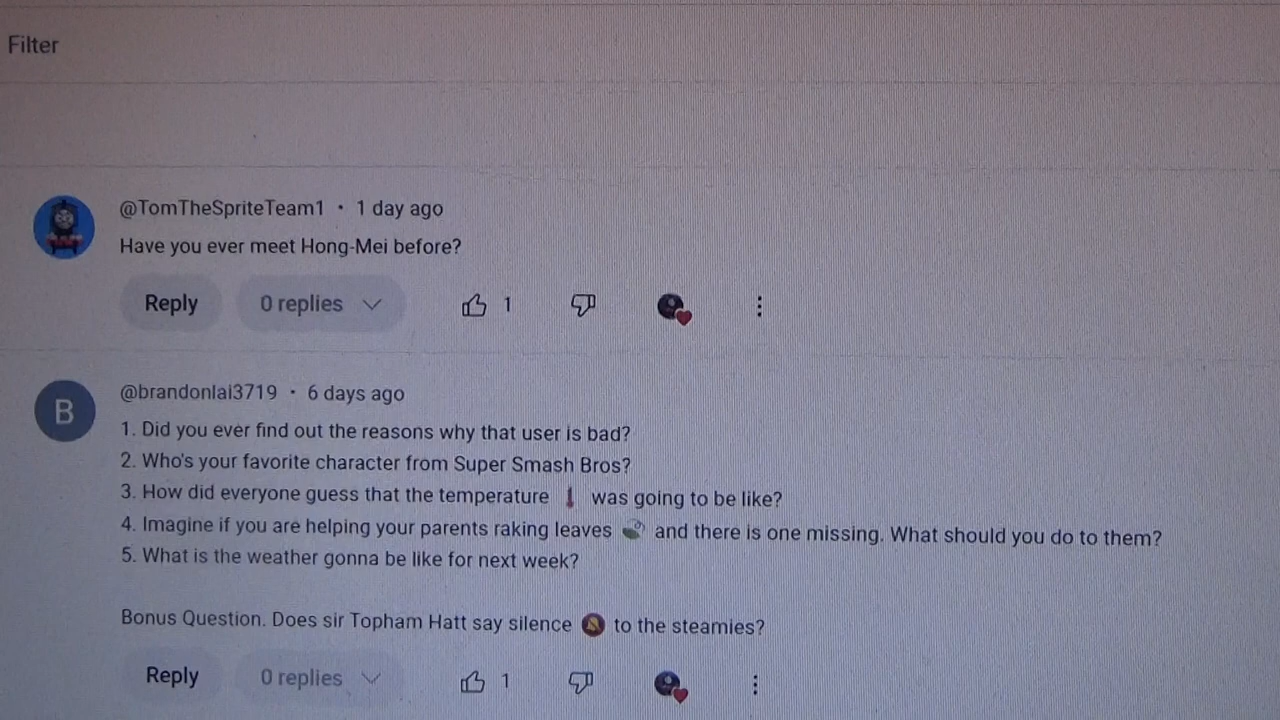 Filter
@TomTheSpriteTeam1 • 1 day ago
Have you ever meet Hong-Mei before?
Reply 0 replies 1
B @brandonlai3719 • 6 days ago
1. Did you ever find out the reasons why that user is bad?
2. Who's your favorite character from Super Smash Bros?
3. How did everyone guess that the temperature 🌡 was going to be like?
4. Imagine if you are helping your parents raking leaves 🍃 and there is one missing. What should you do to them?
5. What is the weather gonna be like for next week?
Bonus Question. Does sir Topham Hatt say silence 🔕 to the steamies?
Reply 0 replies 1